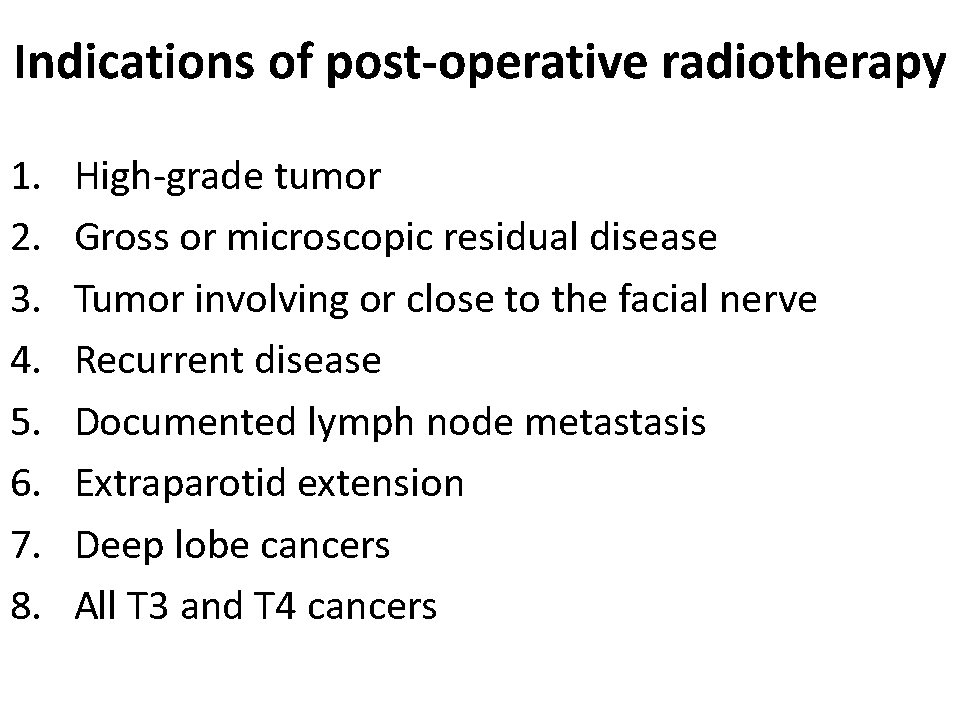 Indications of post-operative radiotherapy
1. High-grade tumor
2. Gross or microscopic residual disease
3. Tumor involving or close to the facial nerve
4. Recurrent disease
5. Documented lymph node metastasis
6. Extraparotid extension
7. Deep lobe cancers
8. All T3 and T4 cancers